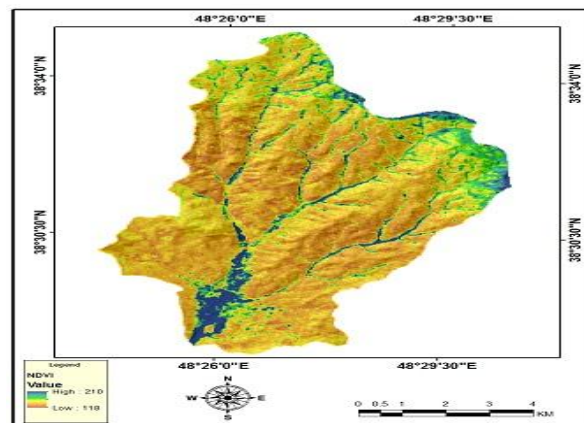 48°26'0"E 48°29'30"E
38°34'0"N 38°34'0"N
38°30'30"N 38°30'30"N
48°26'0"E 48°29'30"E
Legend
NDVI
Value
High : 210
Low : 118
N
W E
S
0 0.5 1 2 3 4
KM